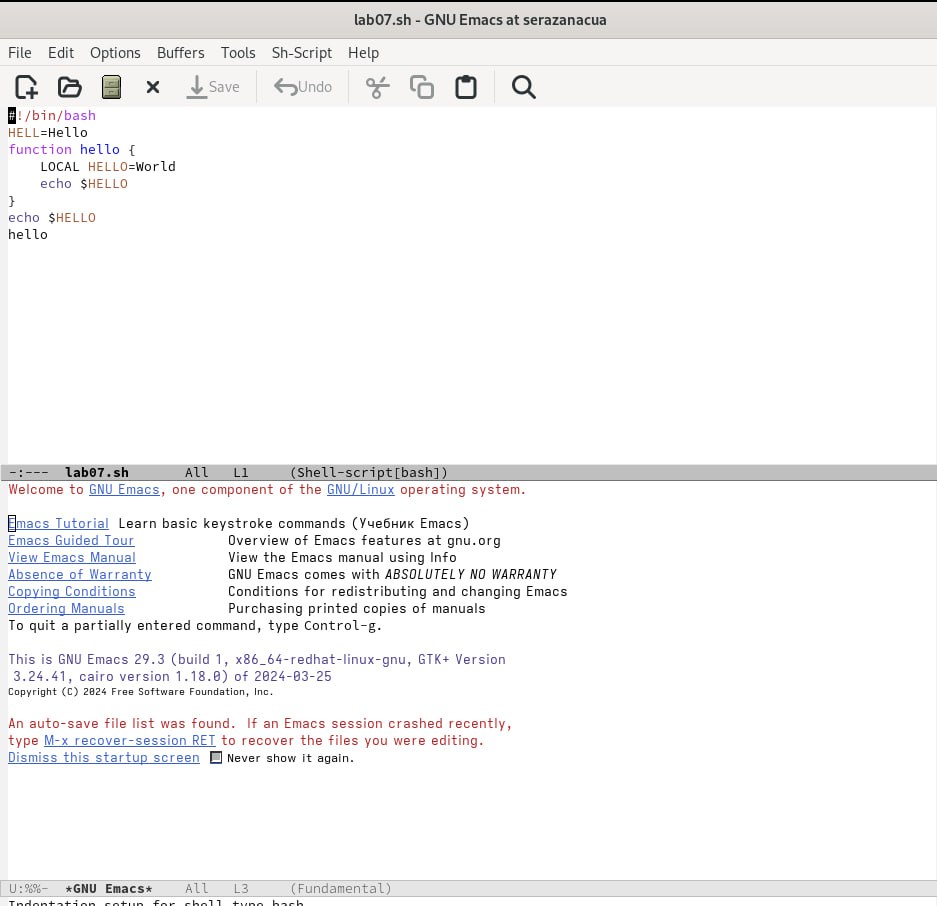 lab07.sh - GNU Emacs at serazanacua
File Edit Options Buffers Tools Sh-Script Help
Save Undo
#!/bin/bash
HELL=Hello
function hello {
    LOCAL HELLO=World
    echo $HELLO
}
echo $HELLO
hello
-:--- lab07.sh All L1 (Shell-script[bash])
Welcome to GNU Emacs, one component of the GNU/Linux operating system.
Emacs Tutorial Learn basic keystroke commands (Учебник Emacs)
Emacs Guided Tour Overview of Emacs features at gnu.org
View Emacs Manual View the Emacs manual using Info
Absence of Warranty GNU Emacs comes with ABSOLUTELY NO WARRANTY
Copying Conditions Conditions for redistributing and changing Emacs
Ordering Manuals Purchasing printed copies of manuals
To quit a partially entered command, type Control-g.
This is GNU Emacs 29.3 (build 1, x86_64-redhat-linux-gnu, GTK+ Version
3.24.41, cairo version 1.18.0) of 2024-03-25
Copyright (C) 2024 Free Software Foundation, Inc.
An auto-save file list was found. If an Emacs session crashed recently,
type M-x recover-session RET to recover the files you were editing.
Dismiss this startup screen Never show it again.
U:%%- *GNU Emacs* All L3 (Fundamental)
Indentation setup for shell type bash